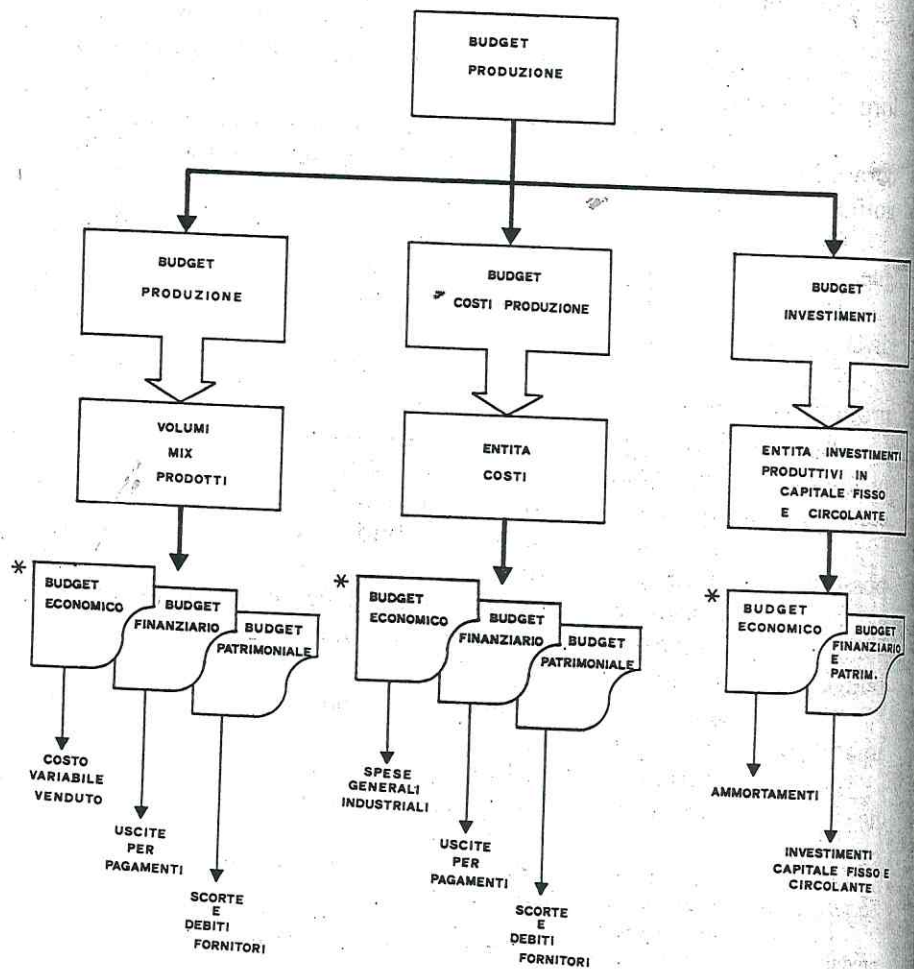 BUDGET
PRODUZIONE
BUDGET
PRODUZIONE
BUDGET
COSTI PRODUZIONE
BUDGET
INVESTIMENTI
VOLUMI
MIX
PRODOTTI
ENTITA
COSTI
ENTITA INVESTIMENTI
PRODUTTIVI IN
CAPITALE FISSO
E CIRCOLANTE
*
BUDGET
ECONOMICO
BUDGET
FINANZIARIO
BUDGET
PATRIMONIALE
*
BUDGET
ECONOMICO
BUDGET
FINANZIARIO
BUDGET
PATRIMONIALE
*
BUDGET
ECONOMICO
BUDGET
FINANZIARIO
E
PATRIM.
COSTO
VARIABILE
VENDUTO
USCITE
PER
PAGAMENTI
SCORTE
E
DEBITI
FORNITORI
SPESE
GENERALI
INDUSTRIALI
USCITE
PER
PAGAMENTI
SCORTE
E
DEBITI
FORNITORI
AMMORTAMENTI
INVESTIMENTI
CAPITALE FISSO E
CIRCOLANTE